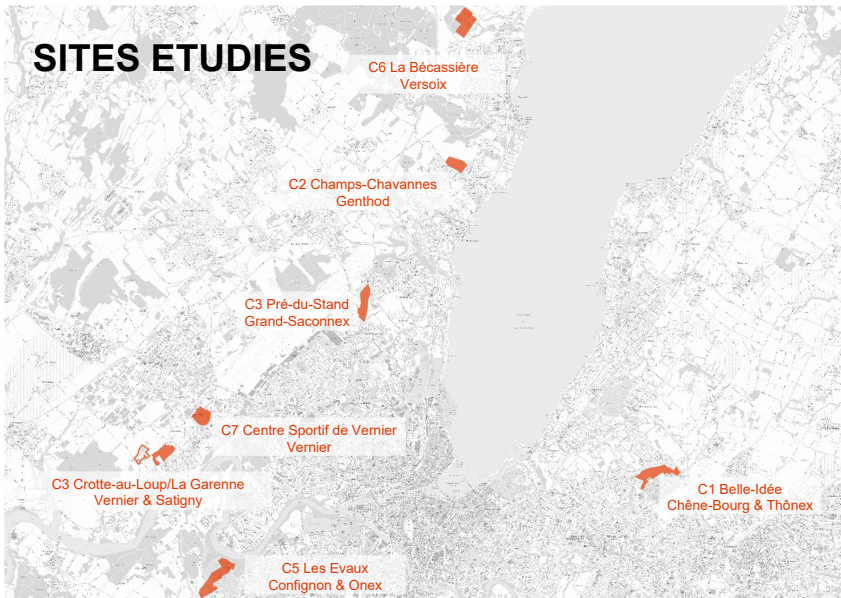 SITES ETUDIES
C6 La Bécassière
Versoix
C2 Champs-Chavannes
Genthod
C3 Pré-du-Stand
Grand-Saconnex
C7 Centre Sportif de Vernier
Vernier
C3 Crotte-au-Loup/La Garenne
Vernier & Satigny
C1 Belle-Idée
Chêne-Bourg & Thônex
C5 Les Evaux
Confignon & Onex